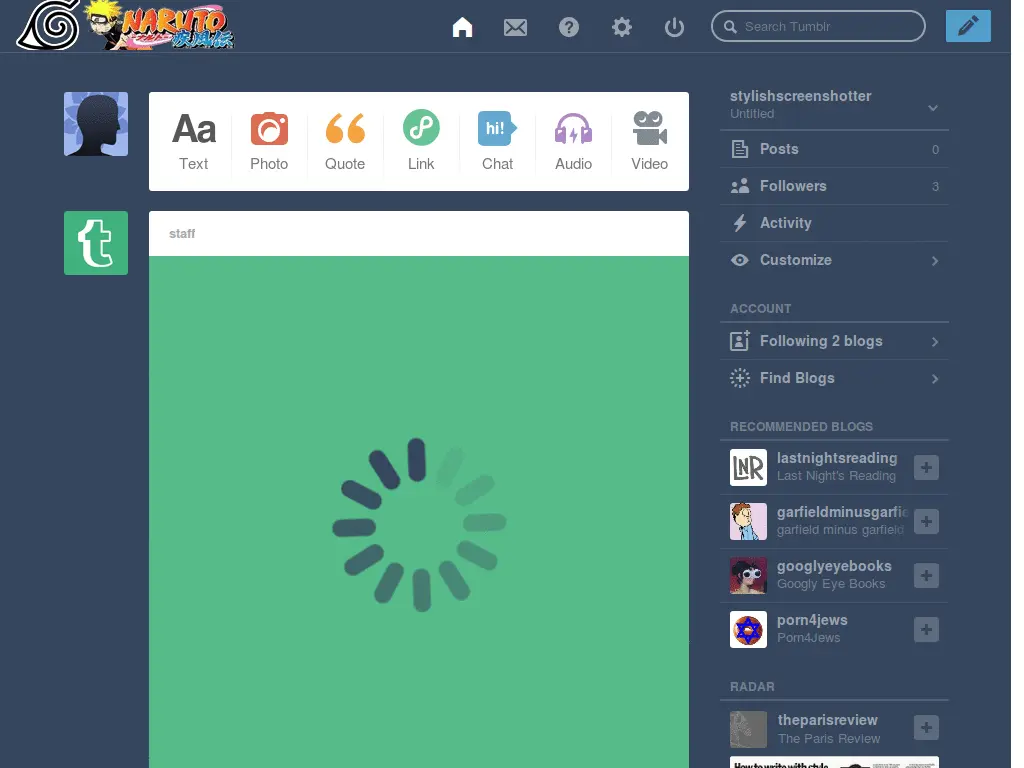 NARUTO
疾風伝
Search Tumblr
Aa
Text
Photo
Quote
Link
hi!
Chat
Audio
Video
stylishscreenshotter
Untitled
Posts 0
Followers 3
Activity
Customize
t
staff
ACCOUNT
Following 2 blogs
Find Blogs
RECOMMENDED BLOGS
LNR
lastnightsreading
Last Night's Reading
garfieldminusgarfie
garfield minus garfield
googlyeyebooks
Googly Eye Books
porn4jews
Porn4Jews
RADAR
theparisreview
The Paris Review
How to write with style